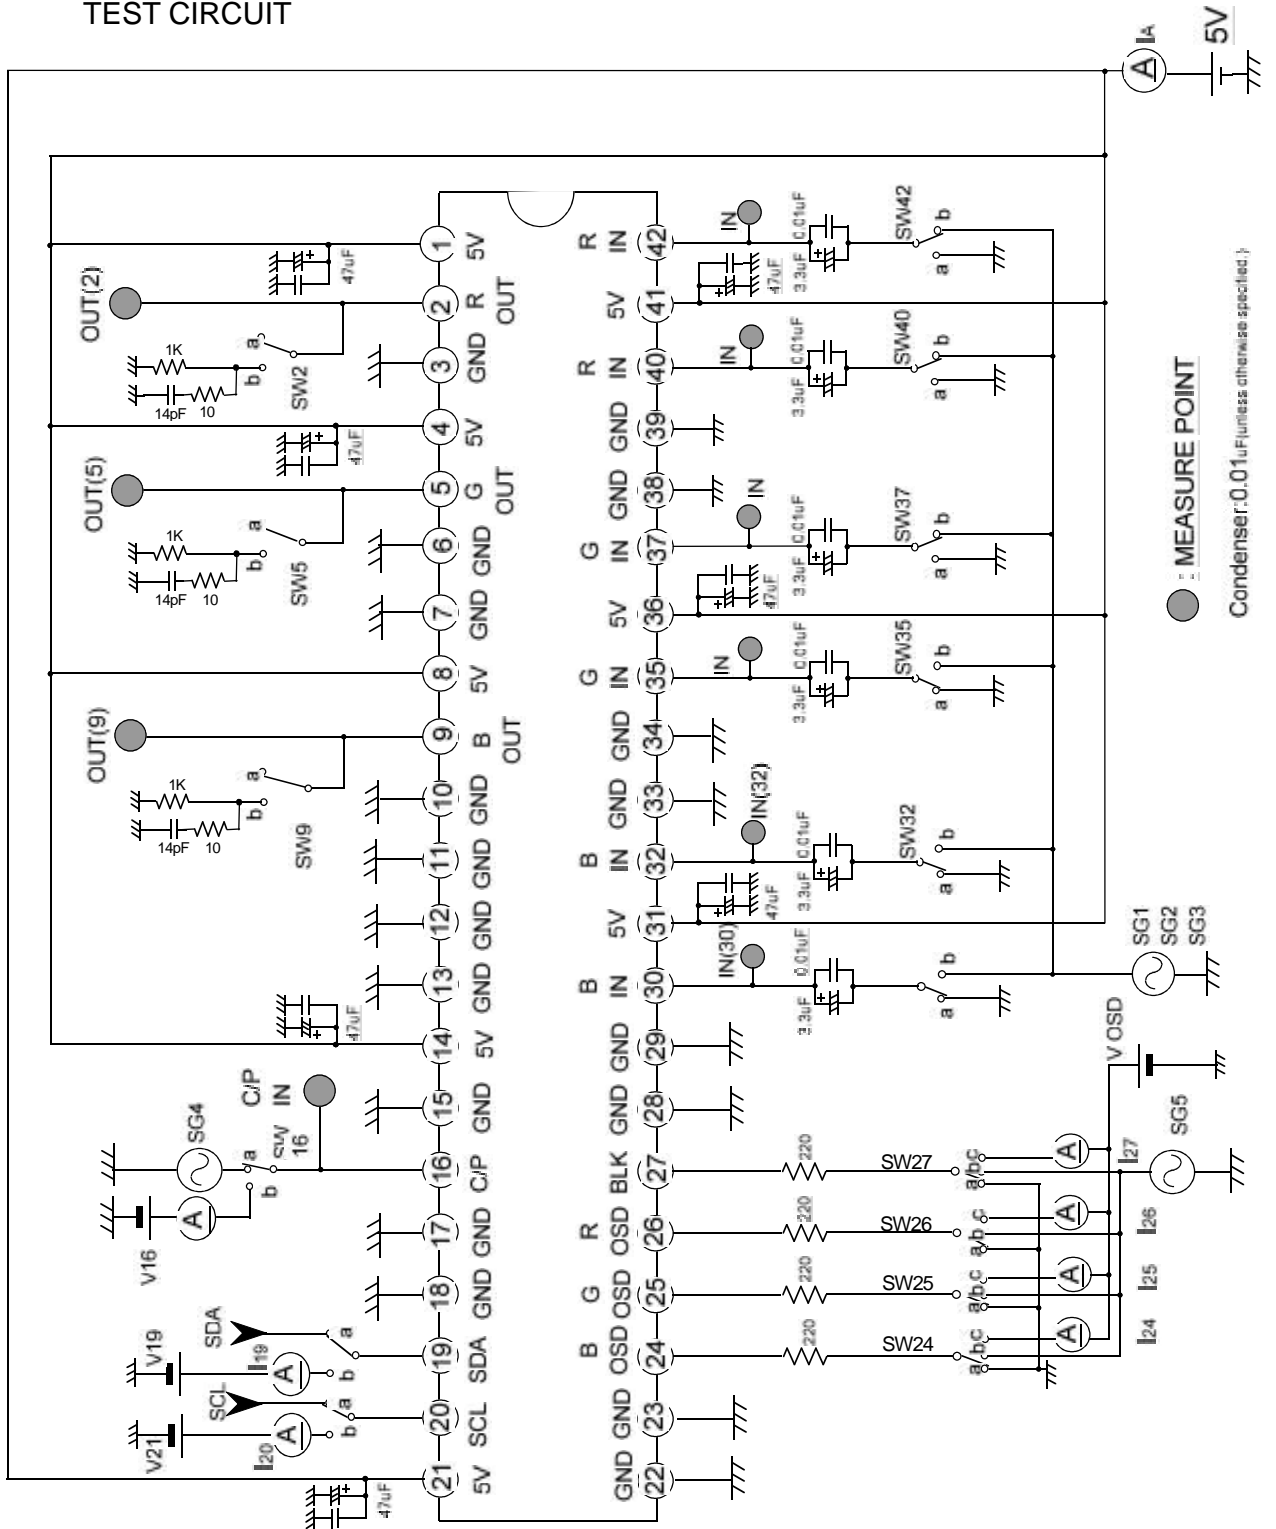 TEST CIRCUIT
IA
5V
OUT(2)
1K
14pF
10
a
b
SW2
47uF
OUT(5)
1K
14pF
10
a
b
SW5
47uF
OUT(9)
1K
14pF
10
a
b
SW9
47uF
C/P
IN
SG4
SW
16
a
b
A
V16
SDA
V19
I19
A
a
b
SCL
V21
I20
A
a
b
47uF
1
5V
2
R
OUT
3
GND
4
5V
5
G
OUT
6
GND
7
GND
8
5V
9
B
OUT
10
GND
11
GND
12
GND
13
GND
14
5V
15
GND
16
C/P
17
GND
18
GND
19
SDA
20
SCL
21
5V
R
IN
42
5V
41
R
IN
40
GND
39
GND
38
G
IN
37
5V
36
G
IN
35
GND
34
GND
33
B
IN
32
5V
31
B
IN
30
GND
29
GND
28
BLK
27
R
OSD
26
G
OSD
25
B
OSD
24
GND
23
GND
22
IN
47uF
3.3uF
0.01uF
SW42
a
b
IN
3.3uF
0.01uF
SW40
a
b
IN
47uF
3.3uF
0.01uF
SW37
a
b
IN
3.3uF
0.01uF
SW35
a
b
IN(32)
47uF
3.3uF
0.01uF
SW32
a
b
IN(30)
3.3uF
0.01uF
a
b
SG1
SG2
SG3
V OSD
220
SW27
a
b
c
A
I27
SG5
220
SW26
a
b
c
A
I26
220
SW25
a
b
c
A
I25
220
SW24
a
b
c
A
I24
A
: MEASURE POINT
Condenser:0.01uF(unless otherwise specified.)